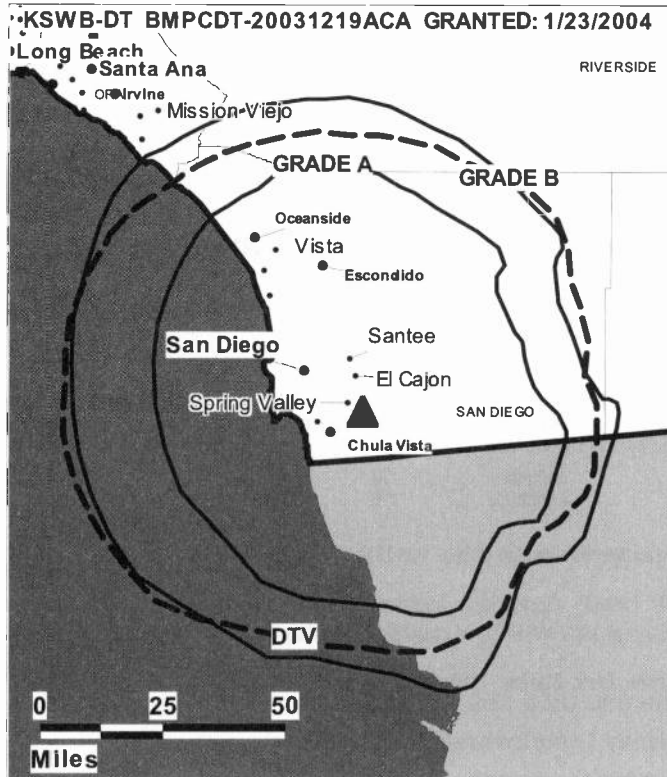 KSWB-DT BMPCDT-20031219ACA GRANTED: 1/23/2004
Long Beach
Santa Ana
RIVERSIDE
Irvine
Mission Viejo
GRADE A
GRADE B
Oceanside
Vista
Escondido
Santee
San Diego
El Cajon
Spring Valley
SAN DIEGO
Chula Vista
DTV
0 25 50
Miles